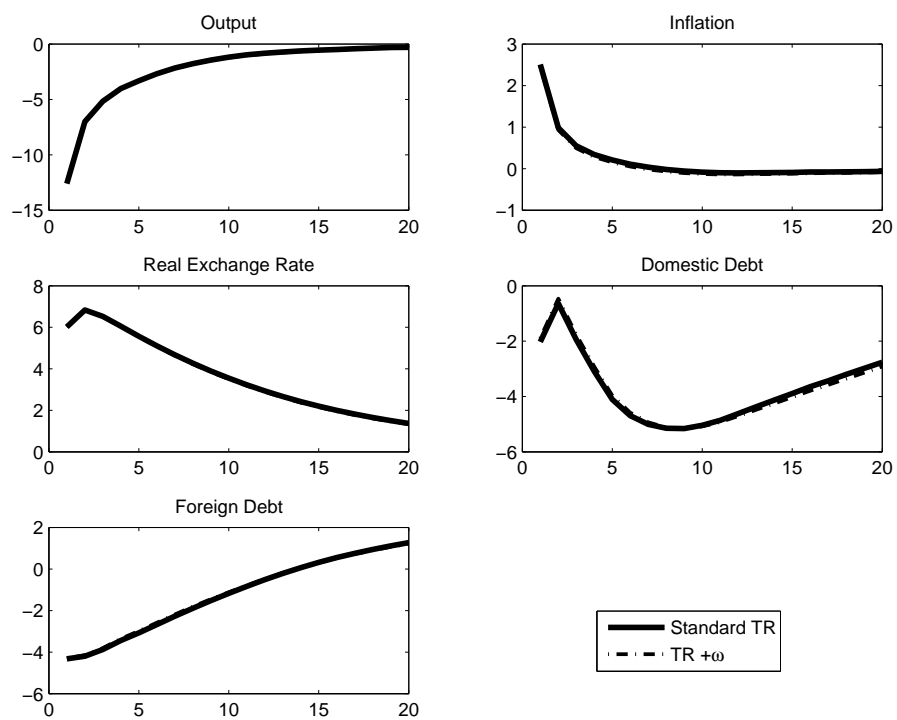 Output
0
−5
−10
−15
0 5 10 15 20
Inflation
3
2
1
0
−1
0 5 10 15 20
Real Exchange Rate
8
6
4
2
0
0 5 10 15 20
Domestic Debt
0
−2
−4
−6
0 5 10 15 20
Foreign Debt
2
0
−2
−4
−6
0 5 10 15 20
Standard TR
TR +ω